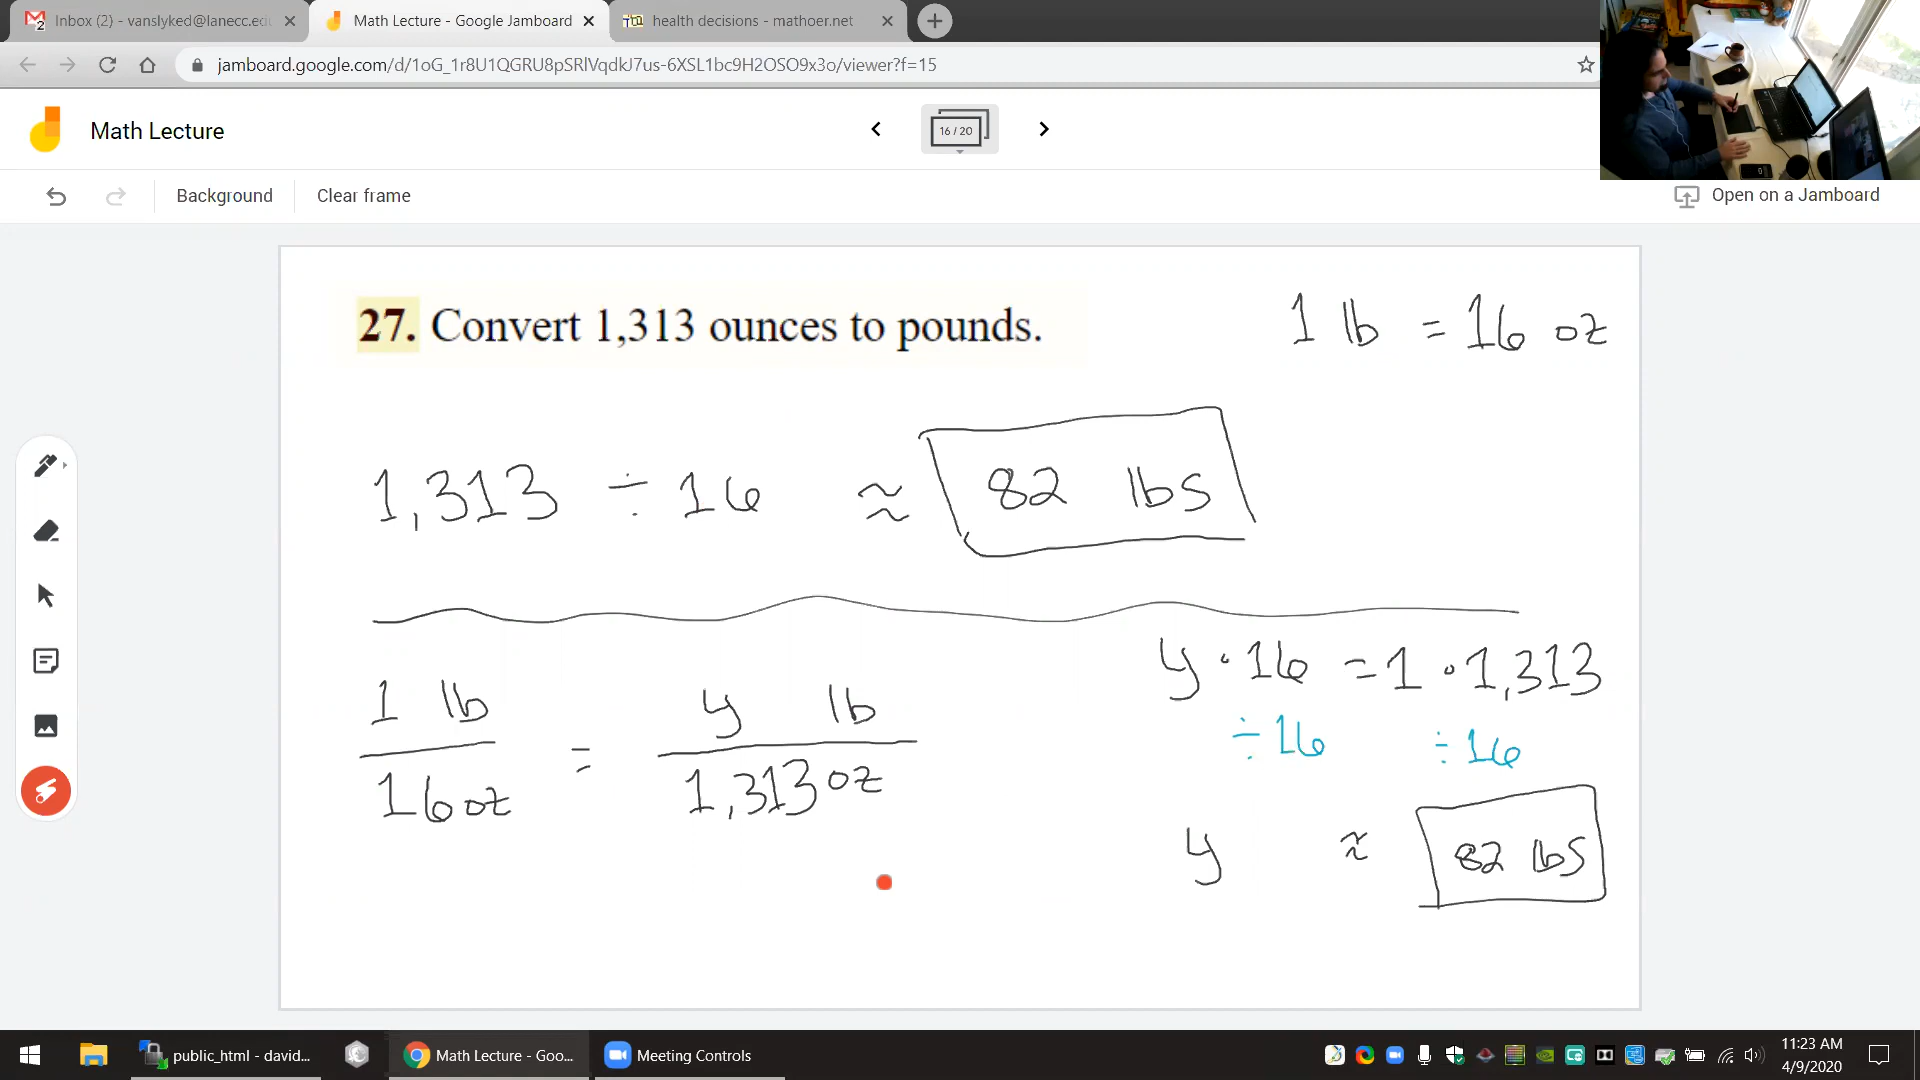 Inbox (2) - vanslyked@lanecc.edu
Math Lecture - Google Jamboard
health decisions - mathoer.net
jamboard.google.com/d/1oG_1r8U1QGRU8pSRlVqdkJ7us-6XSL1bc9H2OSO9x3o/viewer?f=15
Math Lecture
16 / 20
Background
Clear frame
Open on a Jamboard
27. Convert 1,313 ounces to pounds.
1 lb = 16 oz
1,313 ÷ 16 ≈ 82 lbs
y · 16 = 1 · 1,313
÷16 ÷16
1 lb y lb
=
16 oz 1,313 oz
y ≈ 82 lbs
public_html - david...
Math Lecture - Goo...
Meeting Controls
11:23 AM
4/9/2020